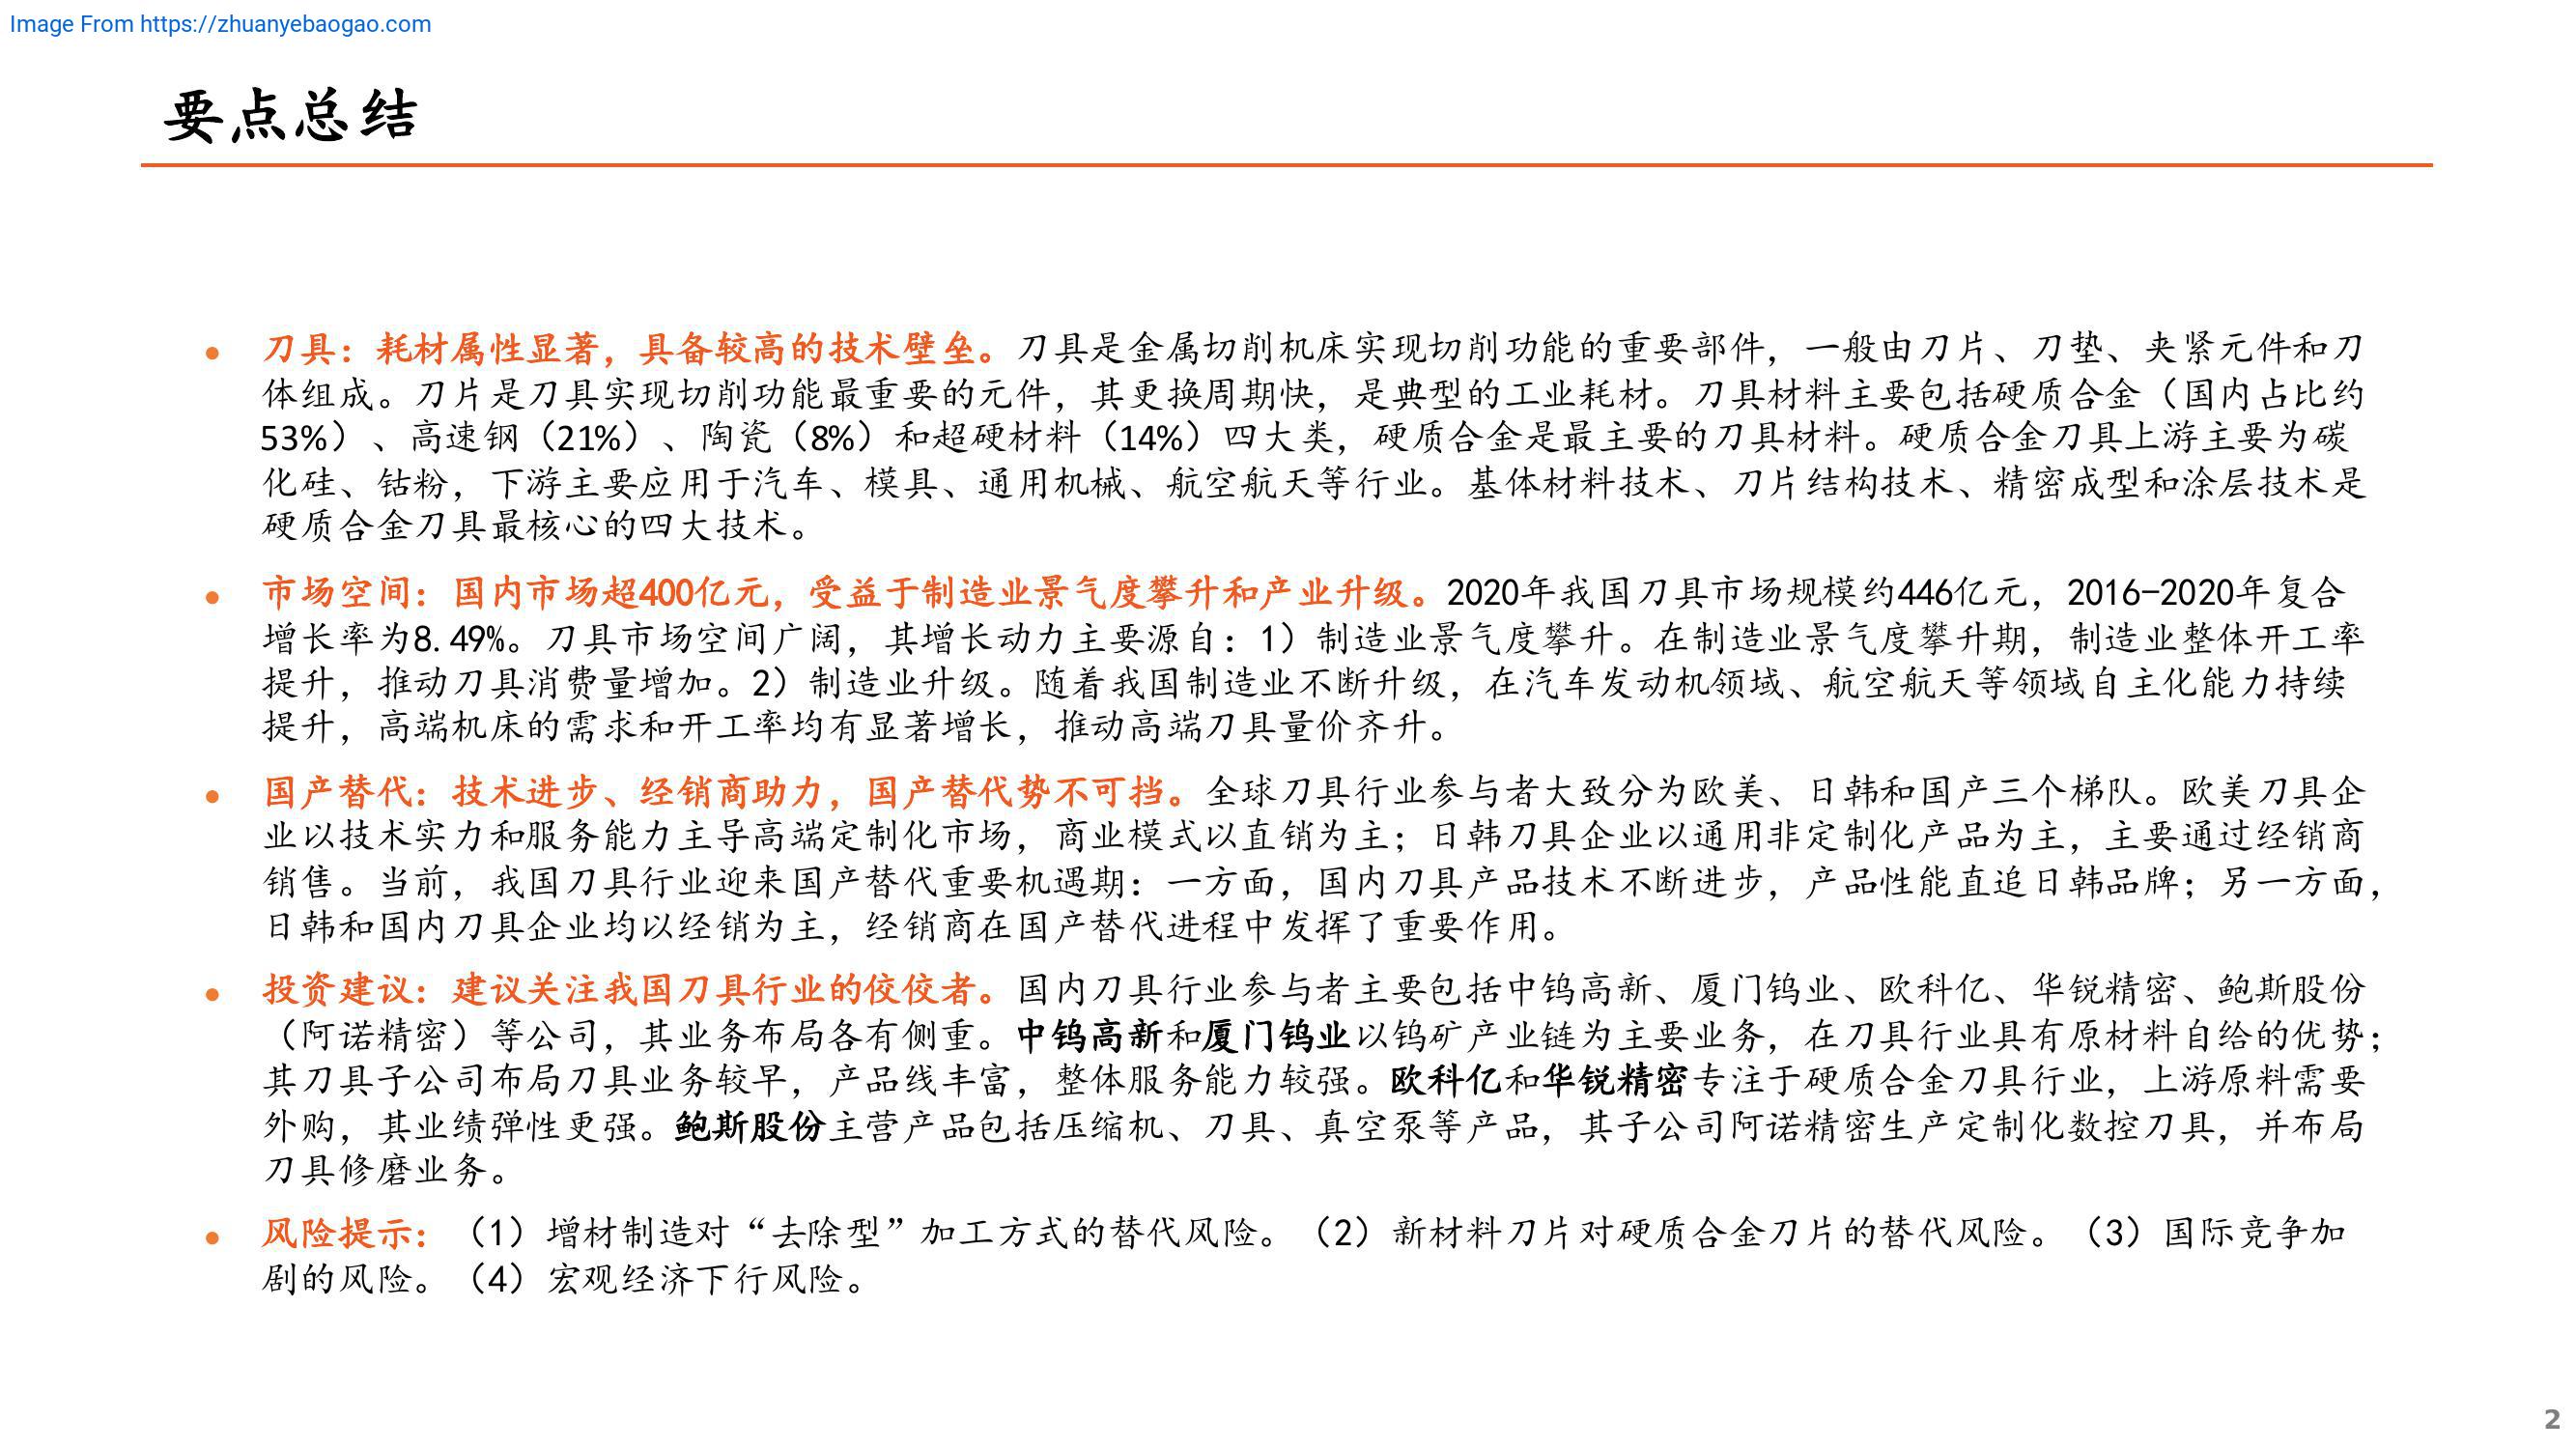 Image From https://zhuanyebaogao.com
要点总结
● 刀具：耗材属性显著，具备较高的技术壁垒。刀具是金属切削机床实现切削功能的重要部件，一般由刀片、刀垫、夹紧元件和刀
体组成。刀片是刀具实现切削功能最重要的元件，其更换周期快，是典型的工业耗材。刀具材料主要包括硬质合金（国内占比约
53%）、高速钢（21%）、陶瓷（8%）和超硬材料（14%）四大类，硬质合金是最主要的刀具材料。硬质合金刀具上游主要为碳
化硅、钴粉，下游主要应用于汽车、模具、通用机械、航空航天等行业。基体材料技术、刀片结构技术、精密成型和涂层技术是
硬质合金刀具最核心的四大技术。
● 市场空间：国内市场超400亿元，受益于制造业景气度攀升和产业升级。2020年我国刀具市场规模约446亿元，2016-2020年复合
增长率为8.49%。刀具市场空间广阔，其增长动力主要源自：1）制造业景气度攀升。在制造业景气度攀升期，制造业整体开工率
提升，推动刀具消费量增加。2）制造业升级。随着我国制造业不断升级，在汽车发动机领域、航空航天等领域自主化能力持续
提升，高端机床的需求和开工率均有显著增长，推动高端刀具量价齐升。
● 国产替代：技术进步、经销商助力，国产替代势不可挡。全球刀具行业参与者大致分为欧美、日韩和国产三个梯队。欧美刀具企
业以技术实力和服务能力主导高端定制化市场，商业模式以直销为主；日韩刀具企业以通用非定制化产品为主，主要通过经销商
销售。当前，我国刀具行业迎来国产替代重要机遇期：一方面，国内刀具产品技术不断进步，产品性能直追日韩品牌；另一方面，
日韩和国内刀具企业均以经销为主，经销商在国产替代进程中发挥了重要作用。
● 投资建议：建议关注我国刀具行业的佼佼者。国内刀具行业参与者主要包括中钨高新、厦门钨业、欧科亿、华锐精密、鲍斯股份
（阿诺精密）等公司，其业务布局各有侧重。中钨高新和厦门钨业以钨矿产业链为主要业务，在刀具行业具有原材料自给的优势；
其刀具子公司布局刀具业务较早，产品线丰富，整体服务能力较强。欧科亿和华锐精密专注于硬质合金刀具行业，上游原料需要
外购，其业绩弹性更强。鲍斯股份主营产品包括压缩机、刀具、真空泵等产品，其子公司阿诺精密生产定制化数控刀具，并布局
刀具修磨业务。
● 风险提示：（1）增材制造对“去除型”加工方式的替代风险。（2）新材料刀片对硬质合金刀片的替代风险。（3）国际竞争加
剧的风险。（4）宏观经济下行风险。
2